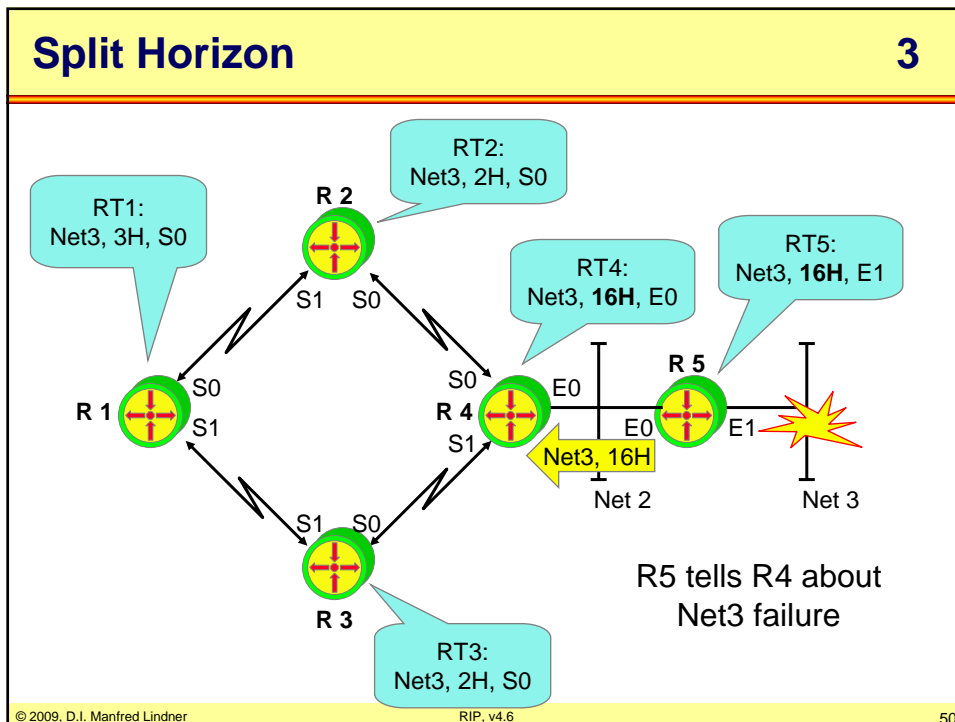 Split Horizon 3
RT2:
Net3, 2H, S0
R 2
RT1:
Net3, 3H, S0
RT4:
Net3, 16H, E0
RT5:
Net3, 16H, E1
S1 S0
R 5
S0
R 1
S1
S0
R 4
S1
E0
E0
E1
Net3, 16H
Net 2
Net 3
S1 S0
R 3
R5 tells R4 about
Net3 failure
RT3:
Net3, 2H, S0
© 2009, D.I. Manfred Lindner
RIP, v4.6
50